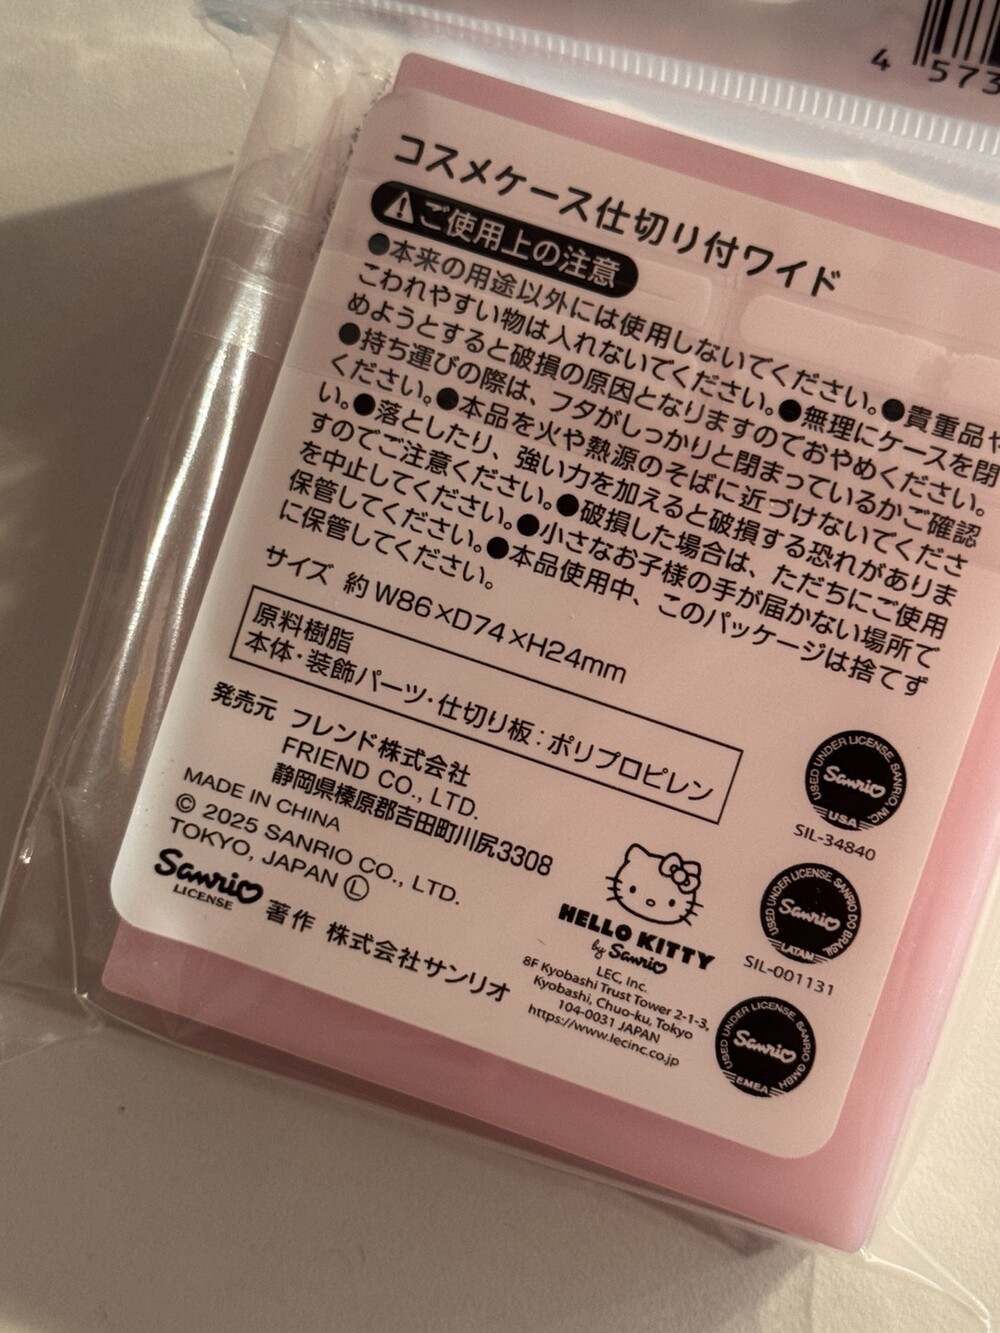 4 573
コスメケース仕切り付ワイド
⚠ご使用上の注意
●本来の用途以外には使用しないでください。●貴重品や
こわれやすい物は入れないでください。●無理にケースを閉
めようとすると破損の原因となりますのでおやめください。
●持ち運びの際は、フタがしっかりと閉まっているかご確認
ください。●本品を火や熱源のそばに近づけないでくださ
い。●落としたり、強い力を加えると破損する恐れがありま
すのでご注意ください。●破損した場合は、ただちにご使用
を中止してください。●小さなお子様の手が届かない場所で
保管してください。●本品使用中、このパッケージは捨てず
に保管してください。
サイズ 約W86×D74×H24mm
原料樹脂
本体・装飾パーツ・仕切り板：ポリプロピレン
発売元 フレンド株式会社
FRIEND CO., LTD.
静岡県榛原郡吉田町川尻3308
MADE IN CHINA
© 2025 SANRIO CO., LTD.
TOKYO, JAPAN Ⓛ
Sanrio
LICENSE
著作 株式会社サンリオ
HELLO KITTY
by Sanrio
LEC, Inc.
8F Kyobashi Trust Tower 2-1-3,
Kyobashi, Chuo-ku, Tokyo
104-0031 JAPAN
https://www.lecinc.co.jp
USED UNDER LICENSE. SANRIO INC.
Sanrio
USA
SIL-34840
USED UNDER LICENSE SANRIO DO BRASIL
Sanrio
LATAM
SIL-001131
USED UNDER LICENSE. SANRIO GMBH
Sanrio
EMEA